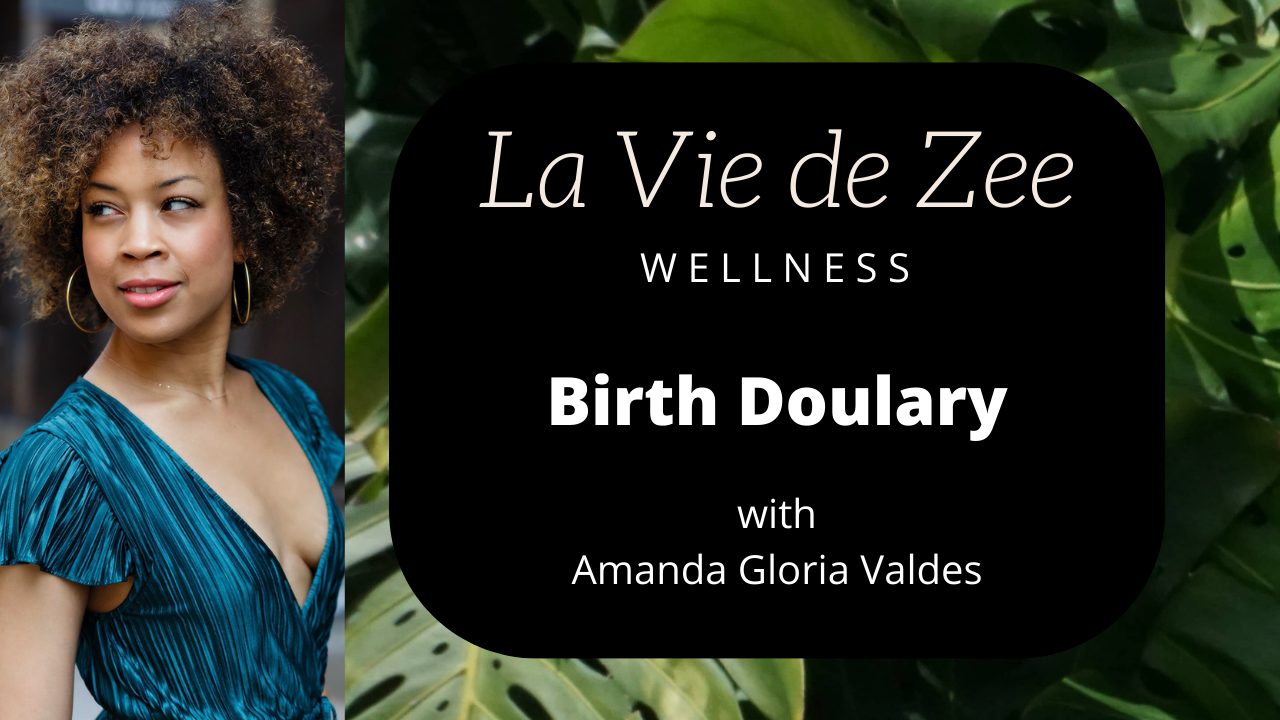 La Vie de Zee
WELLNESS
Birth Doulary
with
Amanda Gloria Valdes